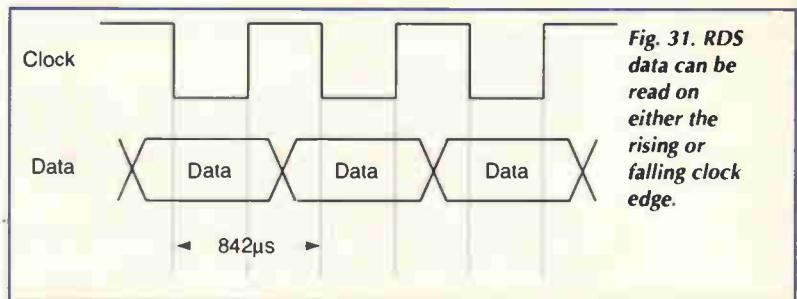 Clock
Data
Data
Data
Data
842µs
Fig. 31. RDS
data can be
read on
either the
rising or
falling clock
edge.